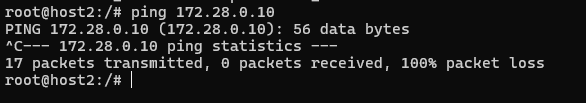 root@host2:/# ping 172.28.0.10
PING 172.28.0.10 (172.28.0.10): 56 data bytes
^C--- 172.28.0.10 ping statistics ---
17 packets transmitted, 0 packets received, 100% packet loss
root@host2:/#